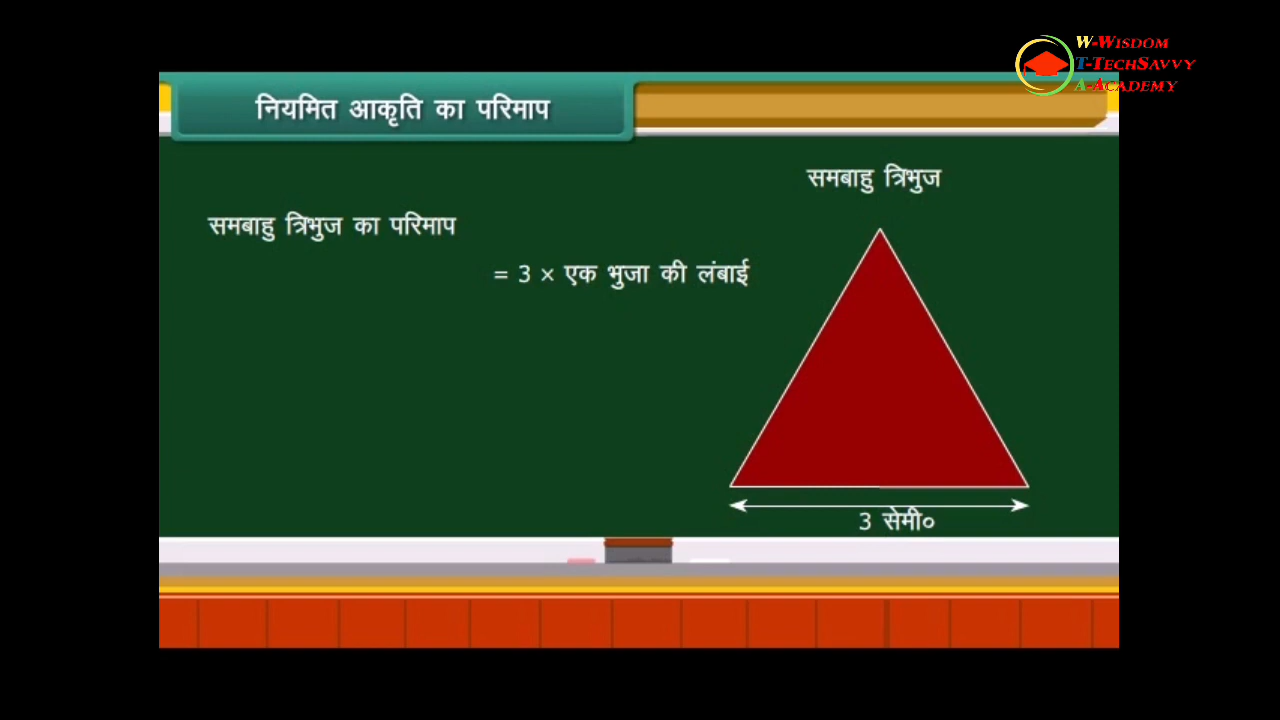 W-Wisdom
T-TechSavvy
A-Academy
नियमित आकृति का परिमाप
समबाहु त्रिभुज
समबाहु त्रिभुज का परिमाप
= 3 × एक भुजा की लंबाई
3 सेमी०